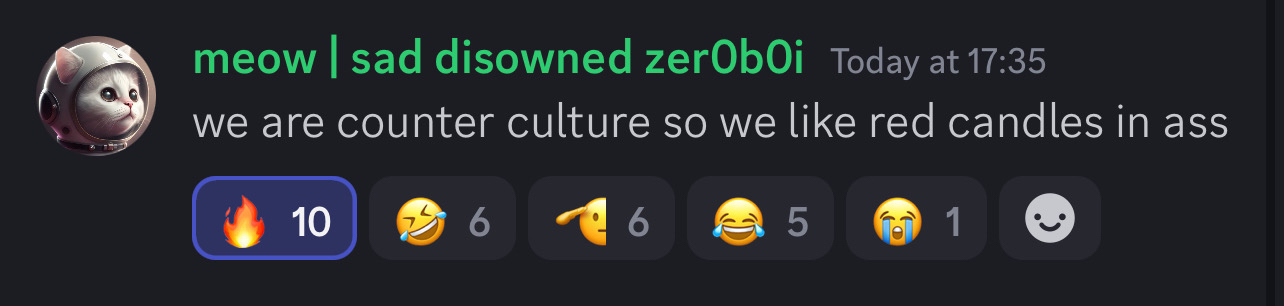 meow | sad disowned zer0b0i Today at 17:35
we are counter culture so we like red candles in ass
10 6 6 5 1